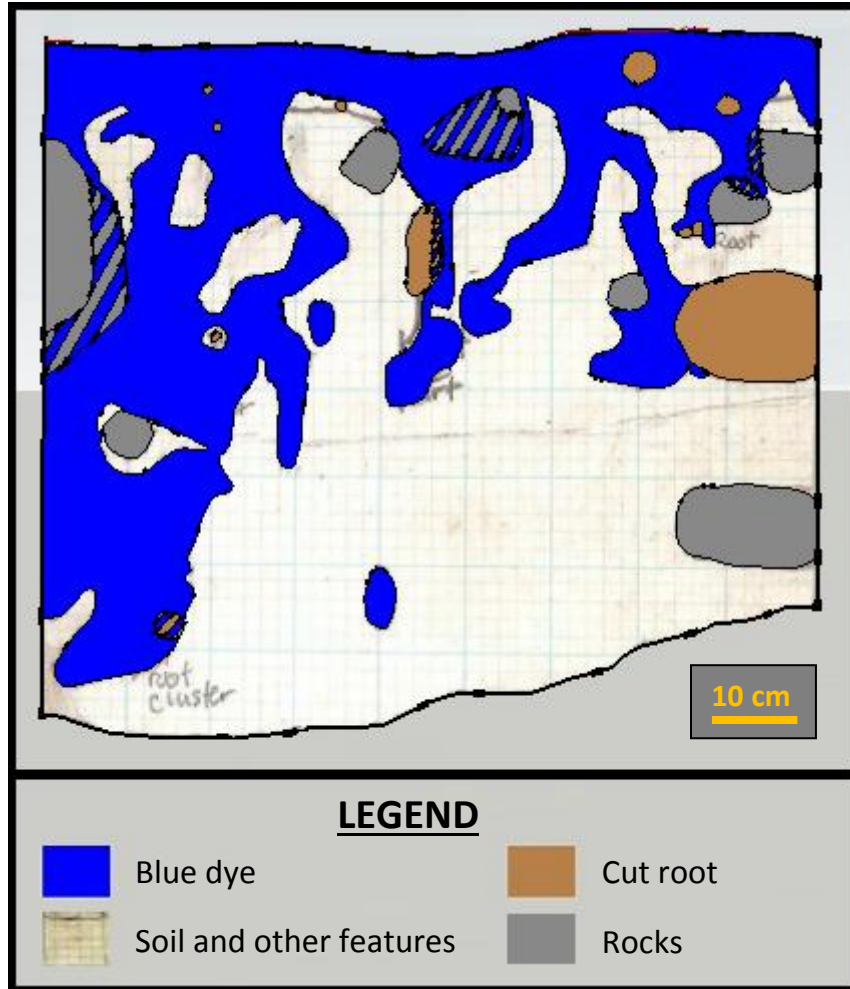 root
root
cluster
10 cm
LEGEND
Blue dye
Cut root
Soil and other features
Rocks